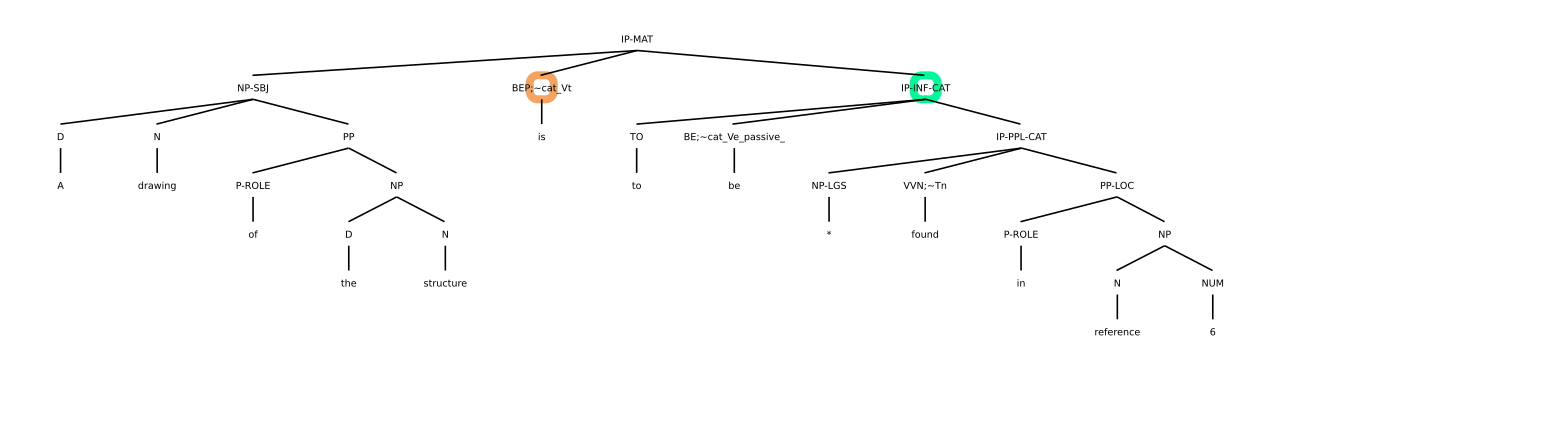 IP-MAT
NP-SBJ BEP;~cat_Vt IP-INF-CAT
D N PP is TO BE;~cat_Ve_passive_ IP-PPL-CAT
A drawing P-ROLE NP to be NP-LGS VVN;~Tn PP-LOC
of D N * found P-ROLE NP
the structure in N NUM
reference 6